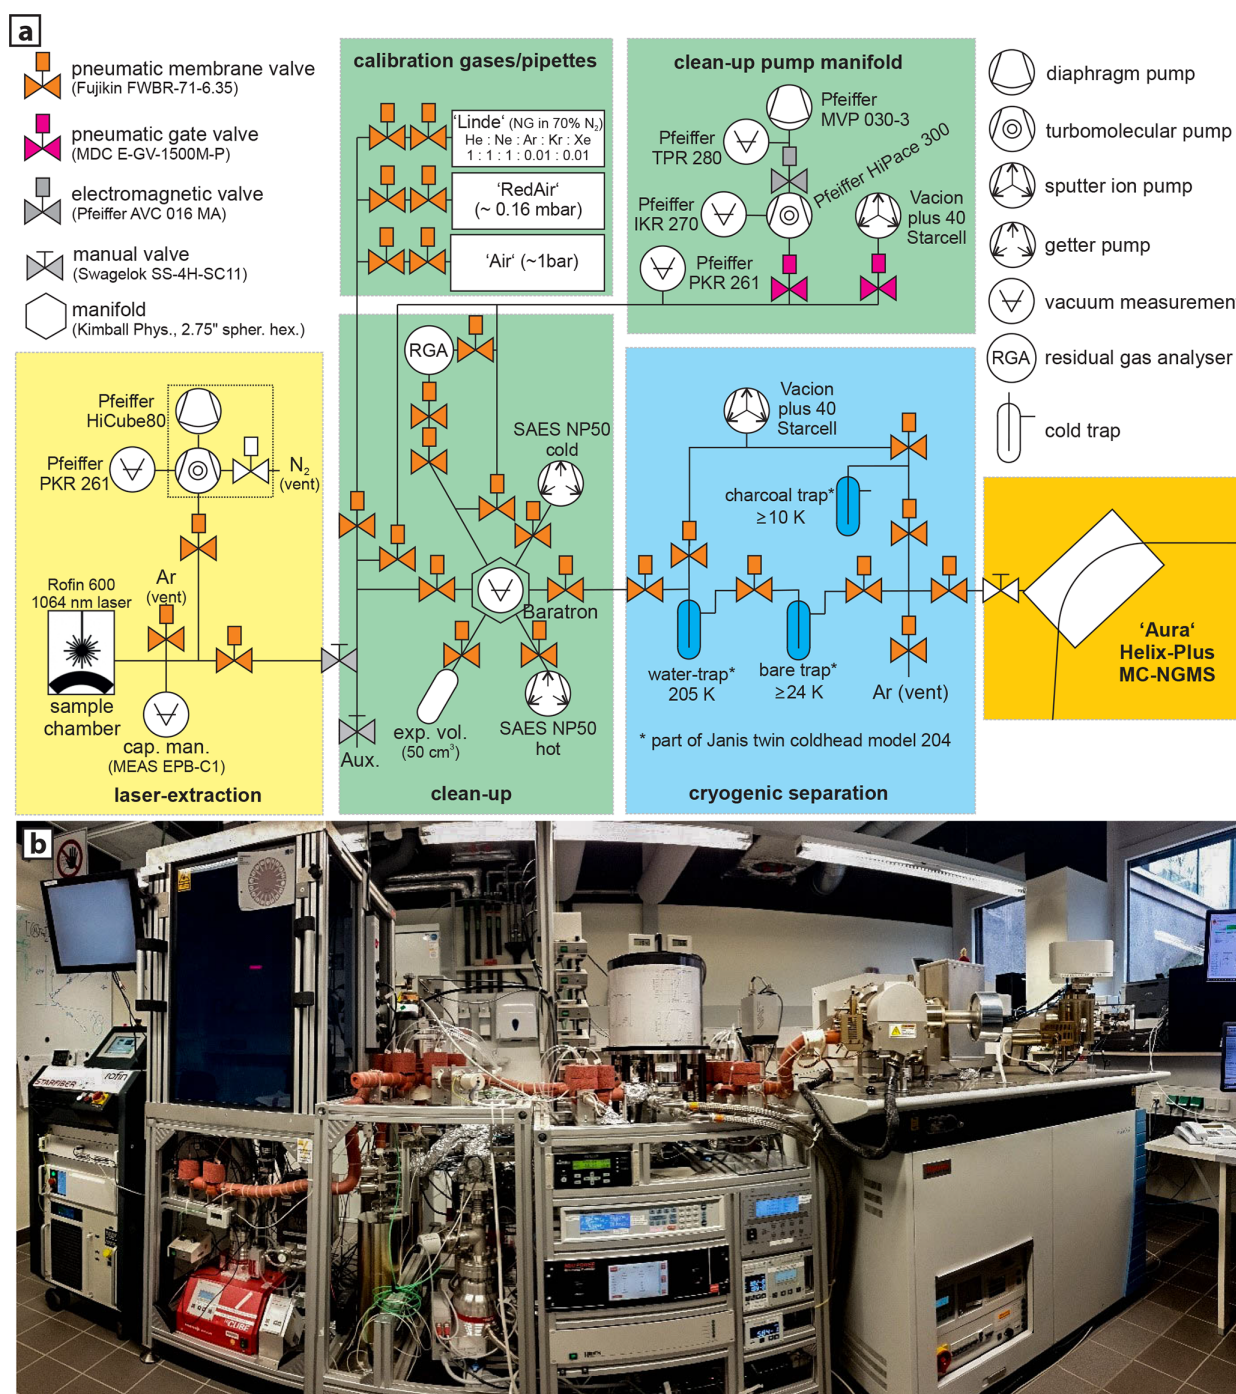 a
pneumatic membrane valve
(Fujikin FWBR-71-6.35)
pneumatic gate valve
(MDC E-GV-1500M-P)
electromagnetic valve
(Pfeiffer AVC 016 MA)
manual valve
(Swagelok SS-4H-SC11)
manifold
(Kimball Phys., 2.75" spher. hex.)
calibration gases/pipettes
'Linde' (NG in 70% N₂)
He : Ne : Ar : Kr : Xe
1 : 1 : 1 : 0.01 : 0.01
'RedAir'
(~ 0.16 mbar)
'Air' (~1bar)
clean-up pump manifold
Pfeiffer
MVP 030-3
Pfeiffer
TPR 280
Pfeiffer HiPace 300
Pfeiffer
IKR 270
Vacion
plus 40
Starcell
Pfeiffer
PKR 261
diaphragm pump
turbomolecular pump
sputter ion pump
getter pump
vacuum measuremen
RGA
residual gas analyser
cold trap
Pfeiffer
HiCube80
Pfeiffer
PKR 261
N₂
(vent)
Rofin 600
1064 nm laser
Ar
(vent)
sample
chamber
cap. man.
(MEAS EPB-C1)
laser-extraction
RGA
SAES NP50
cold
Baratron
exp. vol.
(50 cm³)
SAES NP50
hot
Aux.
clean-up
Vacion
plus 40
Starcell
charcoal trap*
≥10 K
water-trap*
205 K
bare trap*
≥24 K
Ar (vent)
* part of Janis twin coldhead model 204
cryogenic separation
'Aura'
Helix-Plus
MC-NGMS
b
STARFIBER
rofin
CUBE